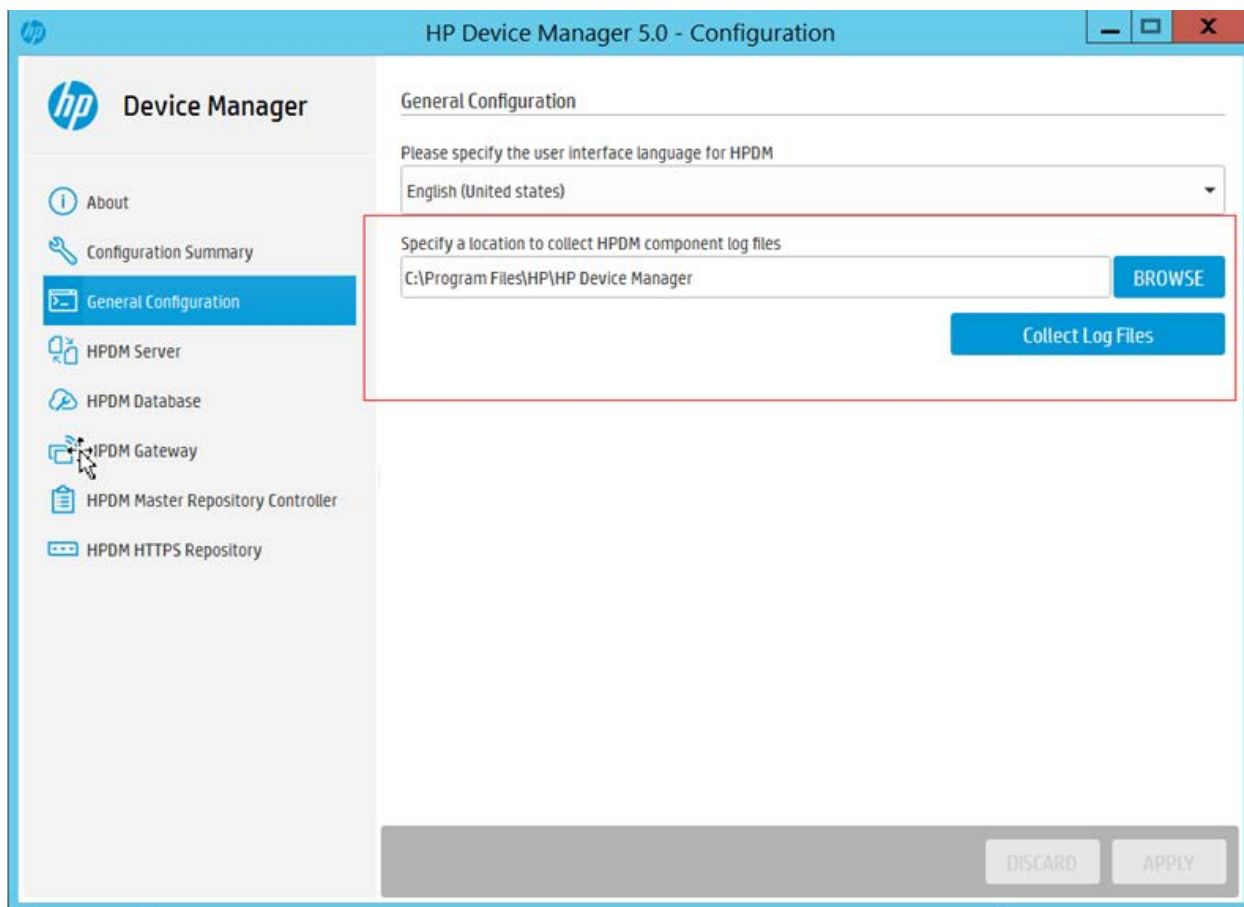 HP Device Manager 5.0 - Configuration
hp
Device Manager
About
Configuration Summary
General Configuration
HPDM Server
HPDM Database
HPDM Gateway
HPDM Master Repository Controller
HPDM HTTPS Repository
General Configuration
Please specify the user interface language for HPDM
English (United states)
Specify a location to collect HPDM component log files
C:\Program Files\HP\HP Device Manager
BROWSE
Collect Log Files
DISCARD
APPLY